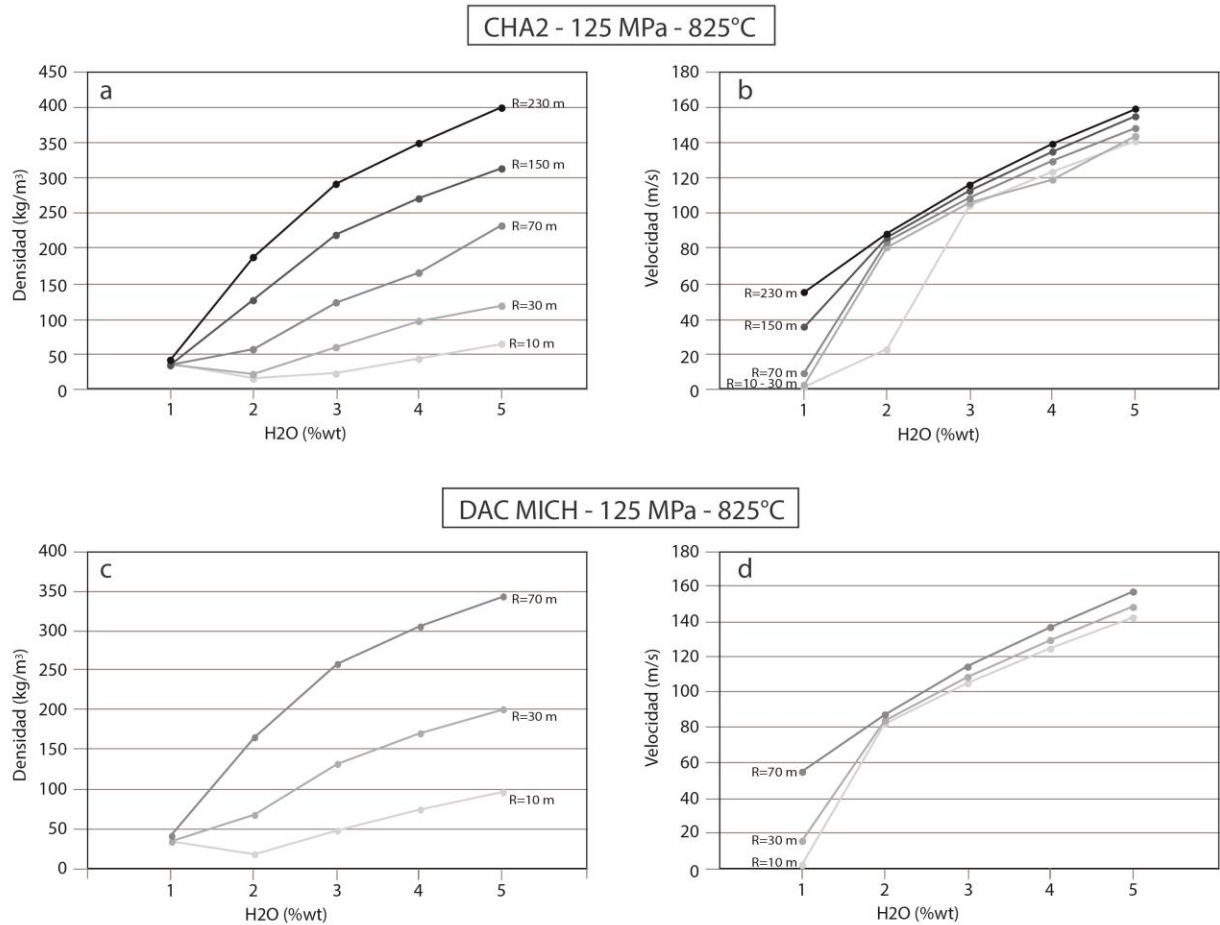 CHA2 - 125 MPa - 825°C
a
450
400
350
300
250
200
150
100
50
0
Densidad (kg/m³)
R=230 m
R=150 m
R=70 m
R=30 m
R=10 m
1 2 3 4 5
H2O (%wt)
b
180
160
140
120
100
80
60
40
20
0
Velocidad (m/s)
R=230 m
R=150 m
R=70 m
R=10 - 30 m
1 2 3 4 5
H2O (%wt)
DAC MICH - 125 MPa - 825°C
c
400
350
300
250
200
150
100
50
0
Densidad (kg/m³)
R=70 m
R=30 m
R=10 m
1 2 3 4 5
H2O (%wt)
d
180
160
140
120
100
80
60
40
20
0
Velocidad (m/s)
R=70 m
R=30 m
R=10 m
1 2 3 4 5
H2O (%wt)